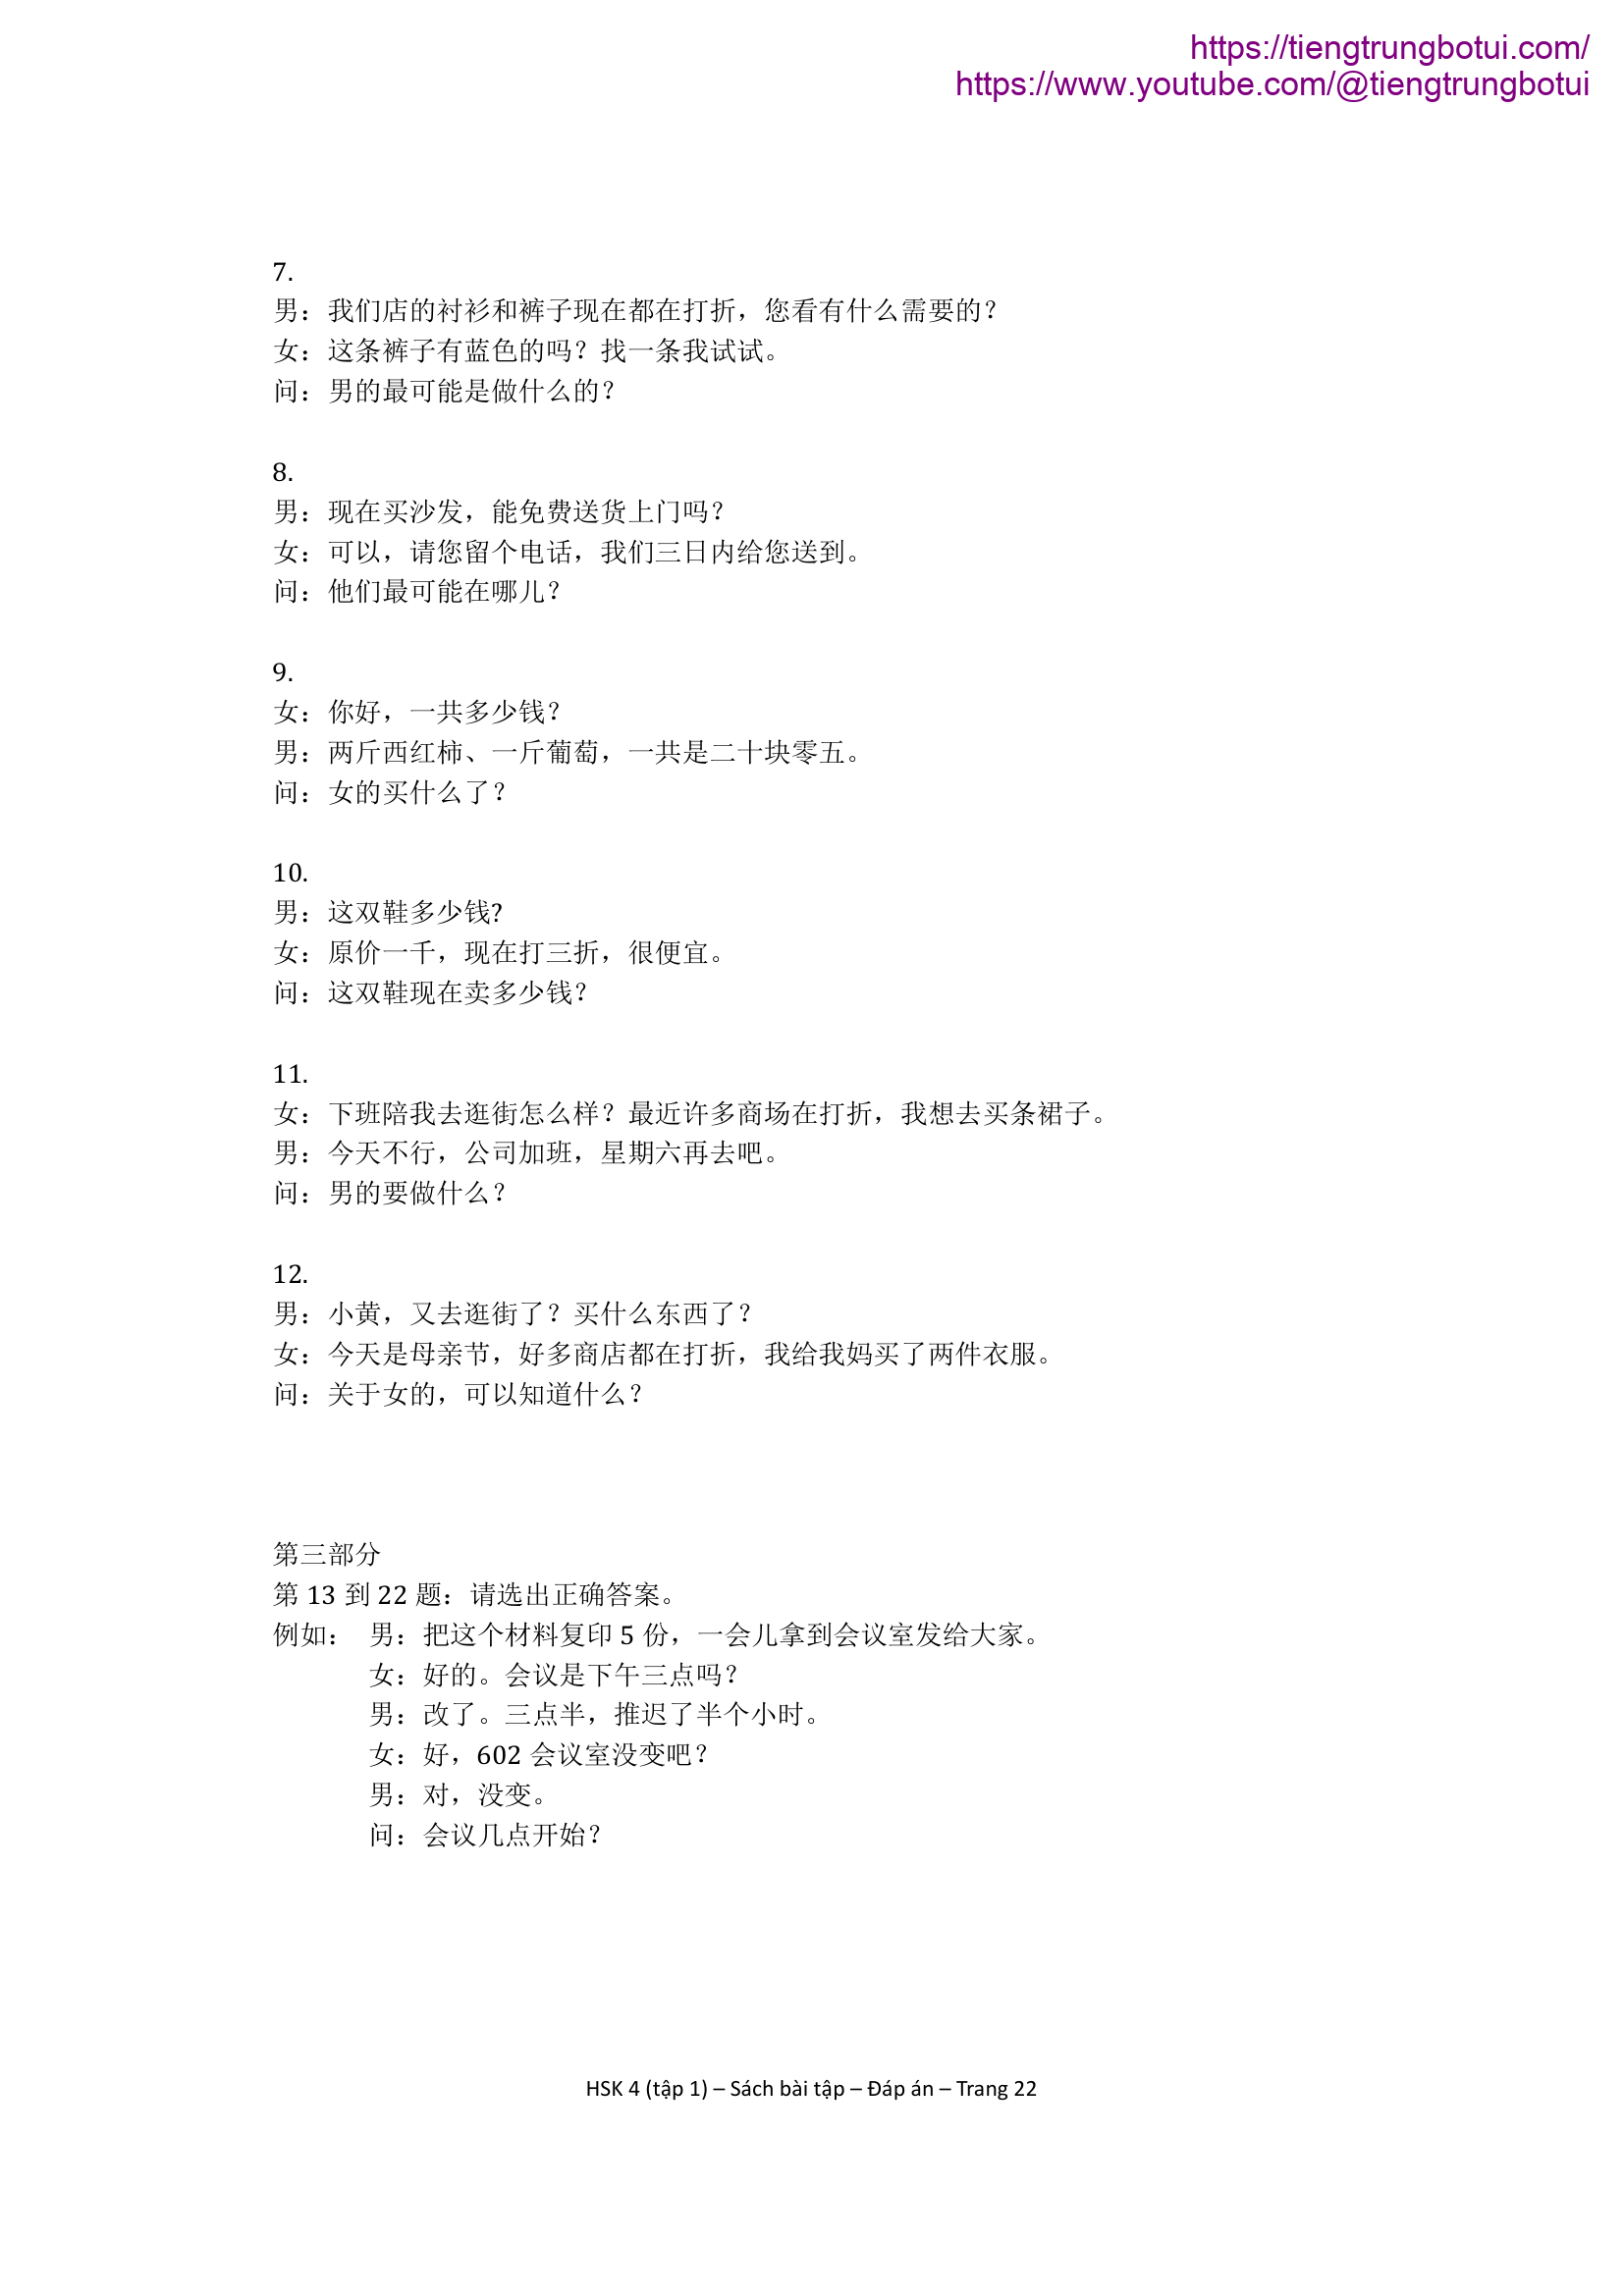 https://tiengtrungbotui.com/
https://www.youtube.com/@tiengtrungbotui
7.
男：我们店的衬衫和裤子现在都在打折，您看有什么需要的？
女：这条裤子有蓝色的吗？找一条我试试。
问：男的最可能是做什么的？
8.
男：现在买沙发，能免费送货上门吗？
女：可以，请您留个电话，我们三日内给您送到。
问：他们最可能在哪儿？
9.
女：你好，一共多少钱？
男：两斤西红柿、一斤葡萄，一共是二十块零五。
问：女的买什么了？
10.
男：这双鞋多少钱?
女：原价一千，现在打三折，很便宜。
问：这双鞋现在卖多少钱？
11.
女：下班陪我去逛街怎么样？最近许多商场在打折，我想去买条裙子。
男：今天不行，公司加班，星期六再去吧。
问：男的要做什么？
12.
男：小黄，又去逛街了？买什么东西了？
女：今天是母亲节，好多商店都在打折，我给我妈买了两件衣服。
问：关于女的，可以知道什么？
第三部分
第 13 到 22 题：请选出正确答案。
例如： 男：把这个材料复印 5 份，一会儿拿到会议室发给大家。
女：好的。会议是下午三点吗？
男：改了。三点半，推迟了半个小时。
女：好，602 会议室没变吧？
男：对，没变。
问：会议几点开始？
HSK 4 (tập 1) – Sách bài tập – Đáp án – Trang 22